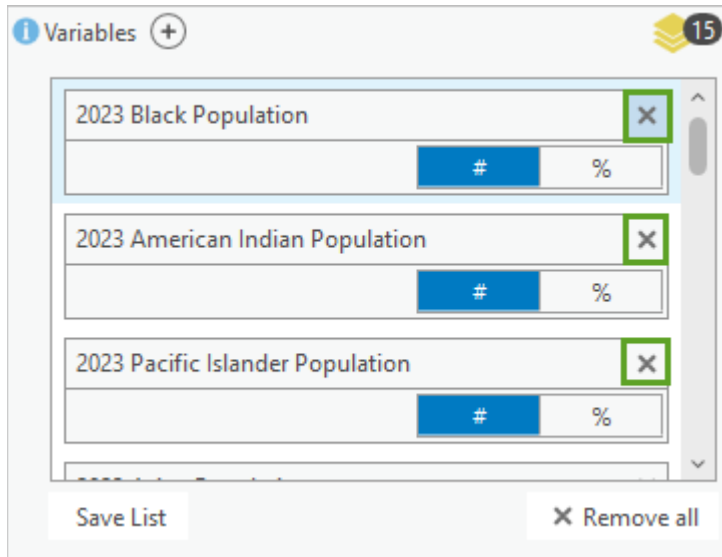 Variables
15
2023 Black Population
# %
2023 American Indian Population
# %
2023 Pacific Islander Population
# %
Save List
Remove all